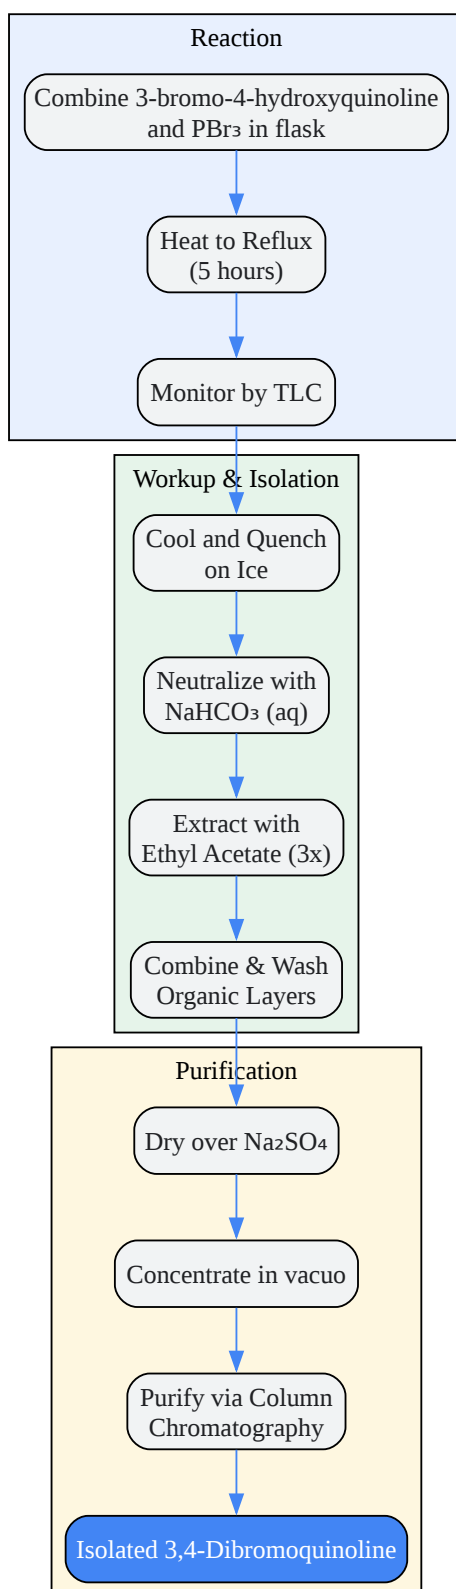 Reaction
Combine 3-bromo-4-hydroxyquinoline
and PBr₃ in flask
Heat to Reflux
(5 hours)
Monitor by TLC
Workup & Isolation
Cool and Quench
on Ice
Neutralize with
NaHCO₃ (aq)
Extract with
Ethyl Acetate (3x)
Combine & Wash
Organic Layers
Purification
Dry over Na₂SO₄
Concentrate in vacuo
Purify via Column
Chromatography
Isolated 3,4-Dibromoquinoline